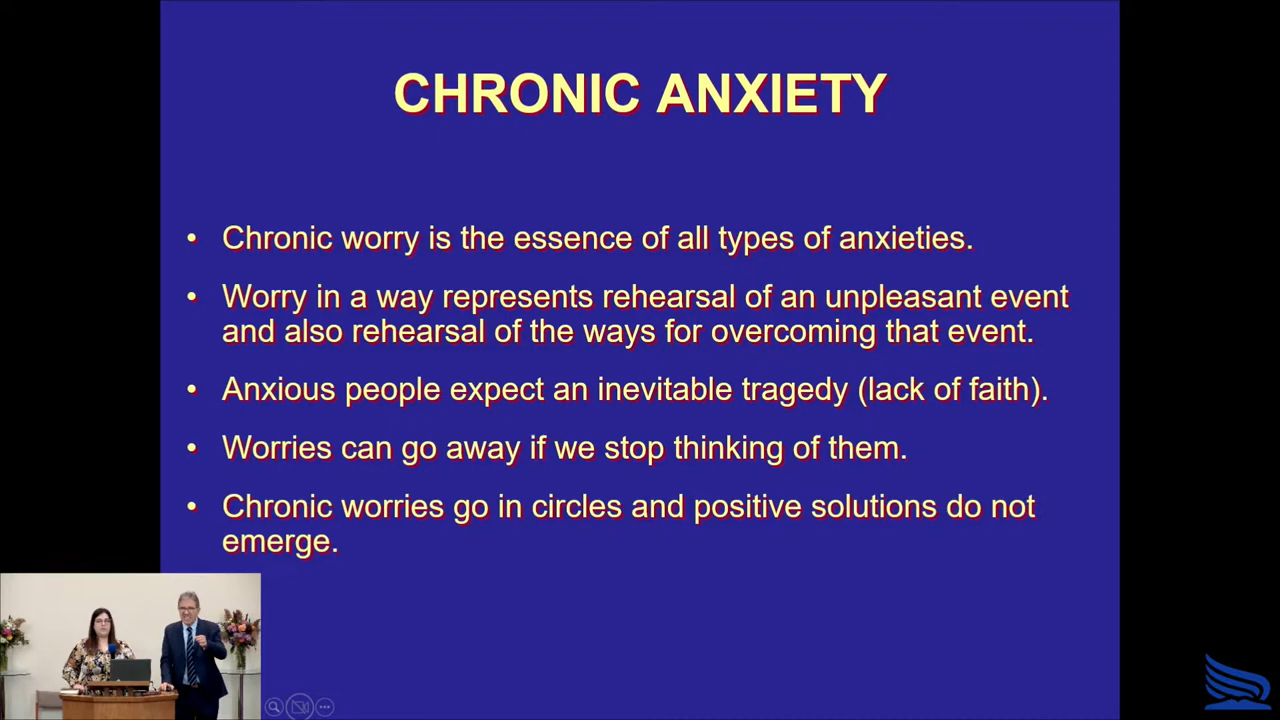 CHRONIC ANXIETY
• Chronic worry is the essence of all types of anxieties.
• Worry in a way represents rehearsal of an unpleasant event
and also rehearsal of the ways for overcoming that event.
• Anxious people expect an inevitable tragedy (lack of faith).
• Worries can go away if we stop thinking of them.
• Chronic worries go in circles and positive solutions do not
emerge.